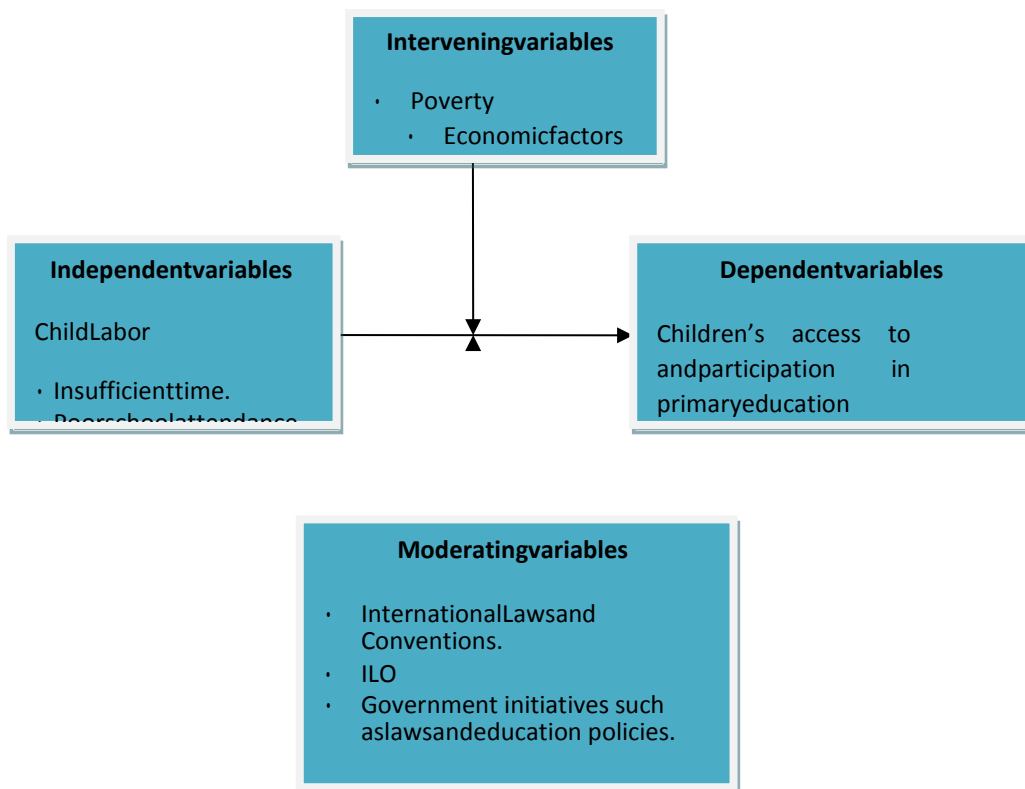 Interveningvariables
· Poverty
· Economicfactors
Independentvariables
ChildLabor
· Insufficienttime.
· Poorschoolattendance
Dependentvariables
Children’s access to
andparticipation in
primaryeducation
Moderatingvariables
· InternationalLawsand
Conventions.
· ILO
· Government initiatives such
aslawsandeducation policies.